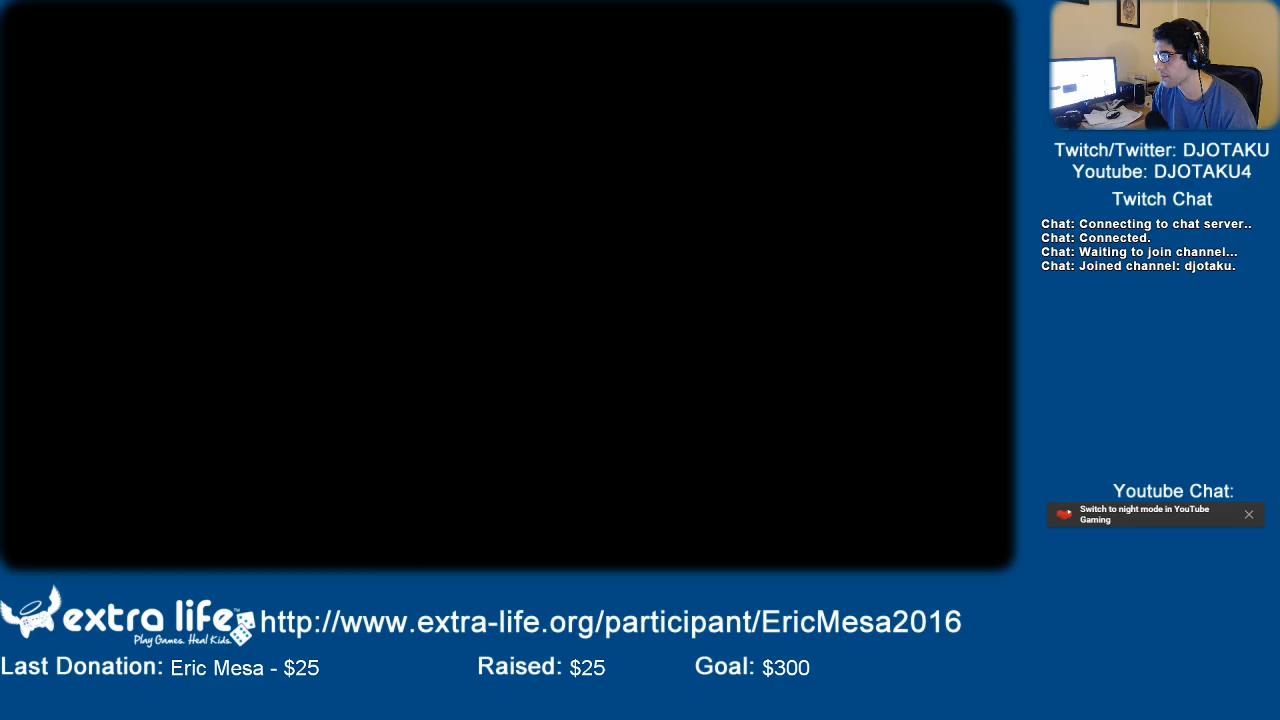 Twitch/Twitter: DJOTAKU
Youtube: DJOTAKU4
Twitch Chat
Chat: Connecting to chat server..
Chat: Connected.
Chat: Waiting to join channel...
Chat: Joined channel: djotaku.
Youtube Chat:
Switch to night mode in YouTube
Gaming
extra life™
Play Games. Heal Kids.
http://www.extra-life.org/participant/EricMesa2016
Last Donation: Eric Mesa - $25
Raised: $25
Goal: $300